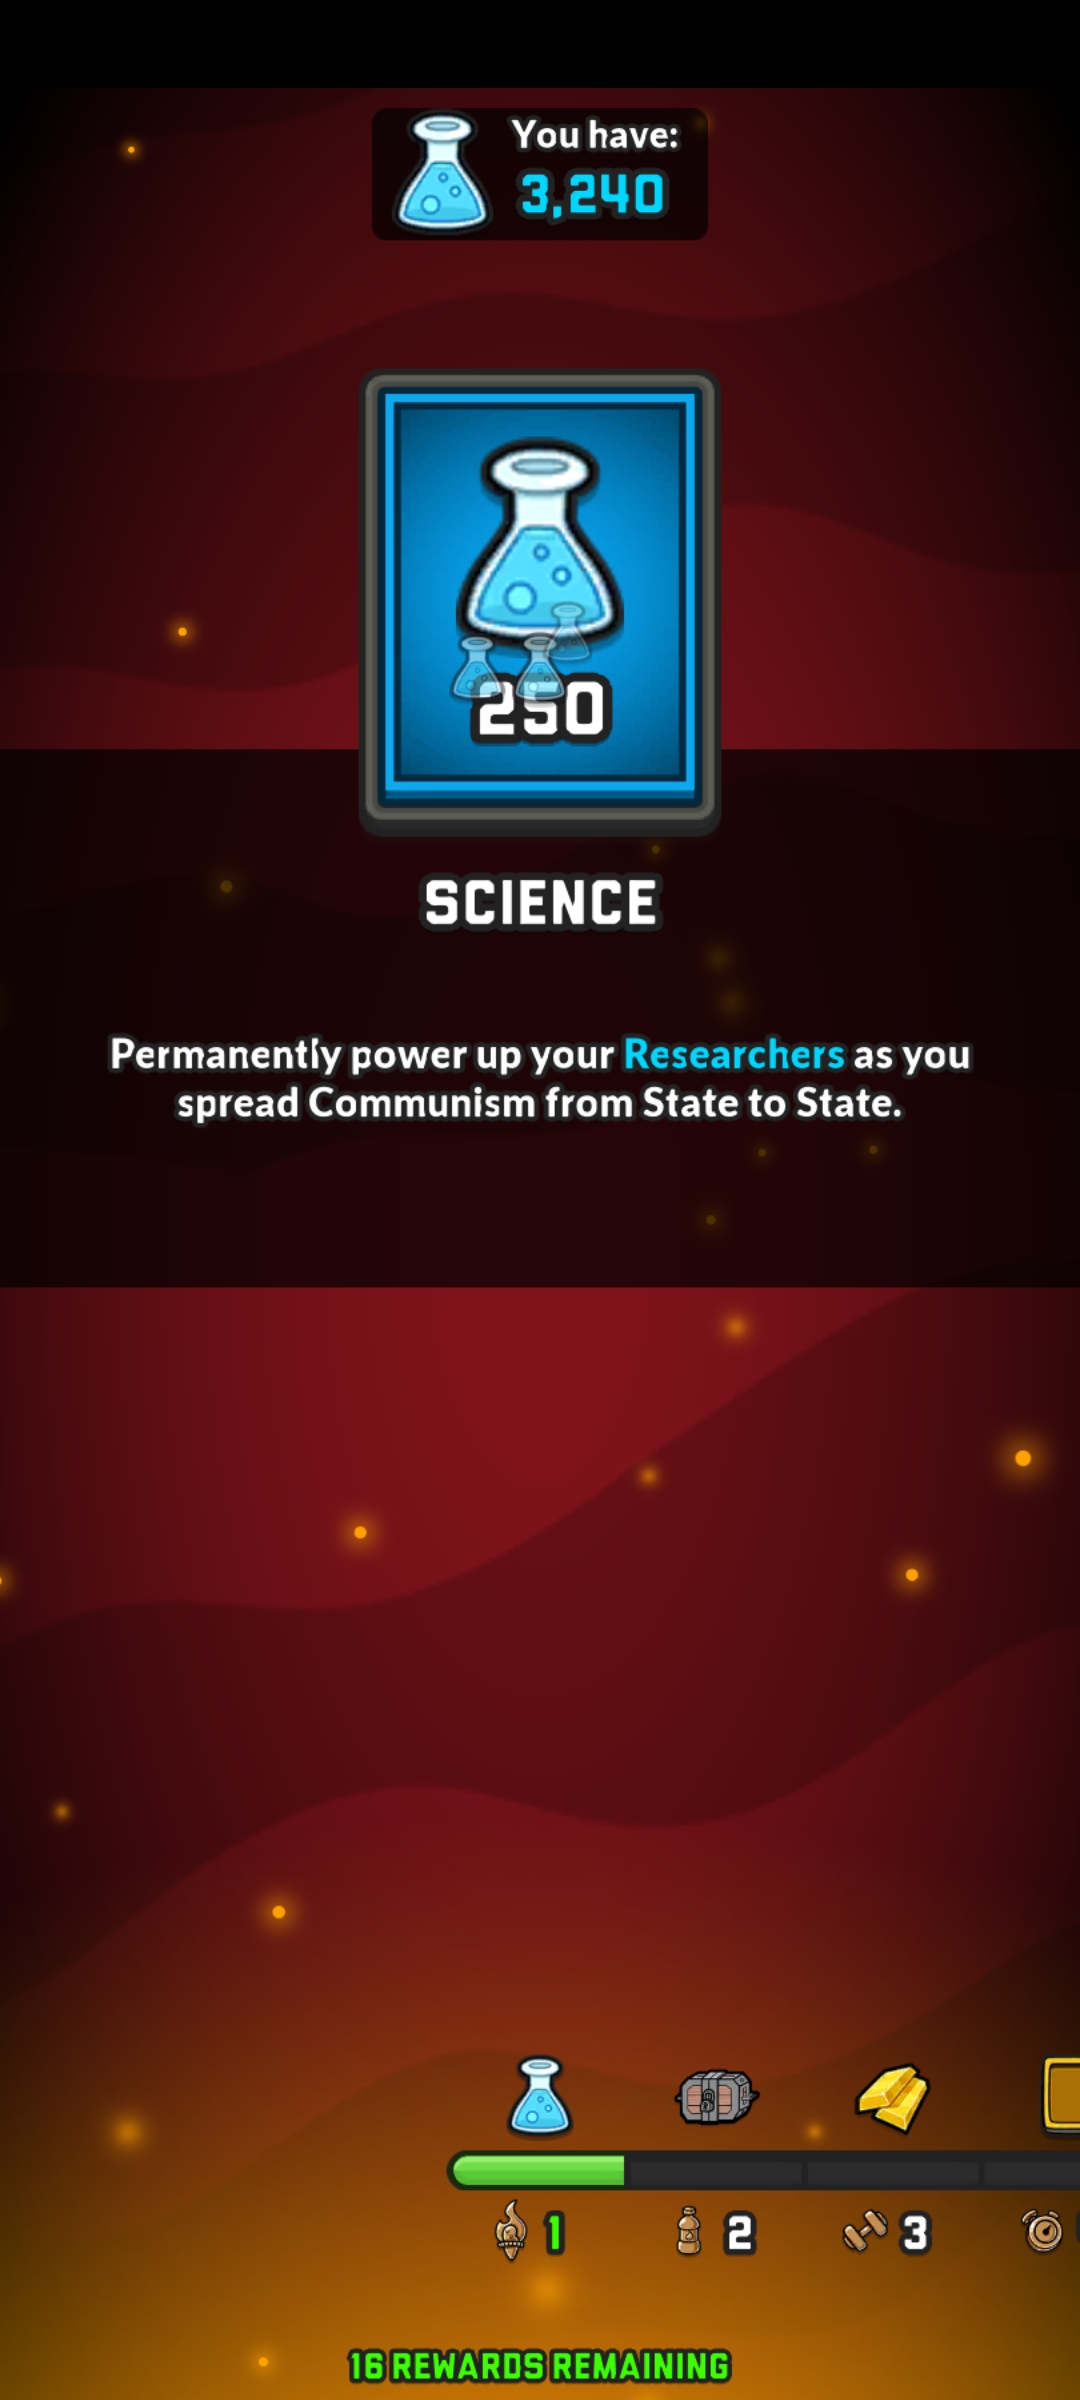 You have:
3,240
250
SCIENCE
Permanently power up your Researchers as you
spread Communism from State to State.
1 2 3
16 REWARDS REMAINING